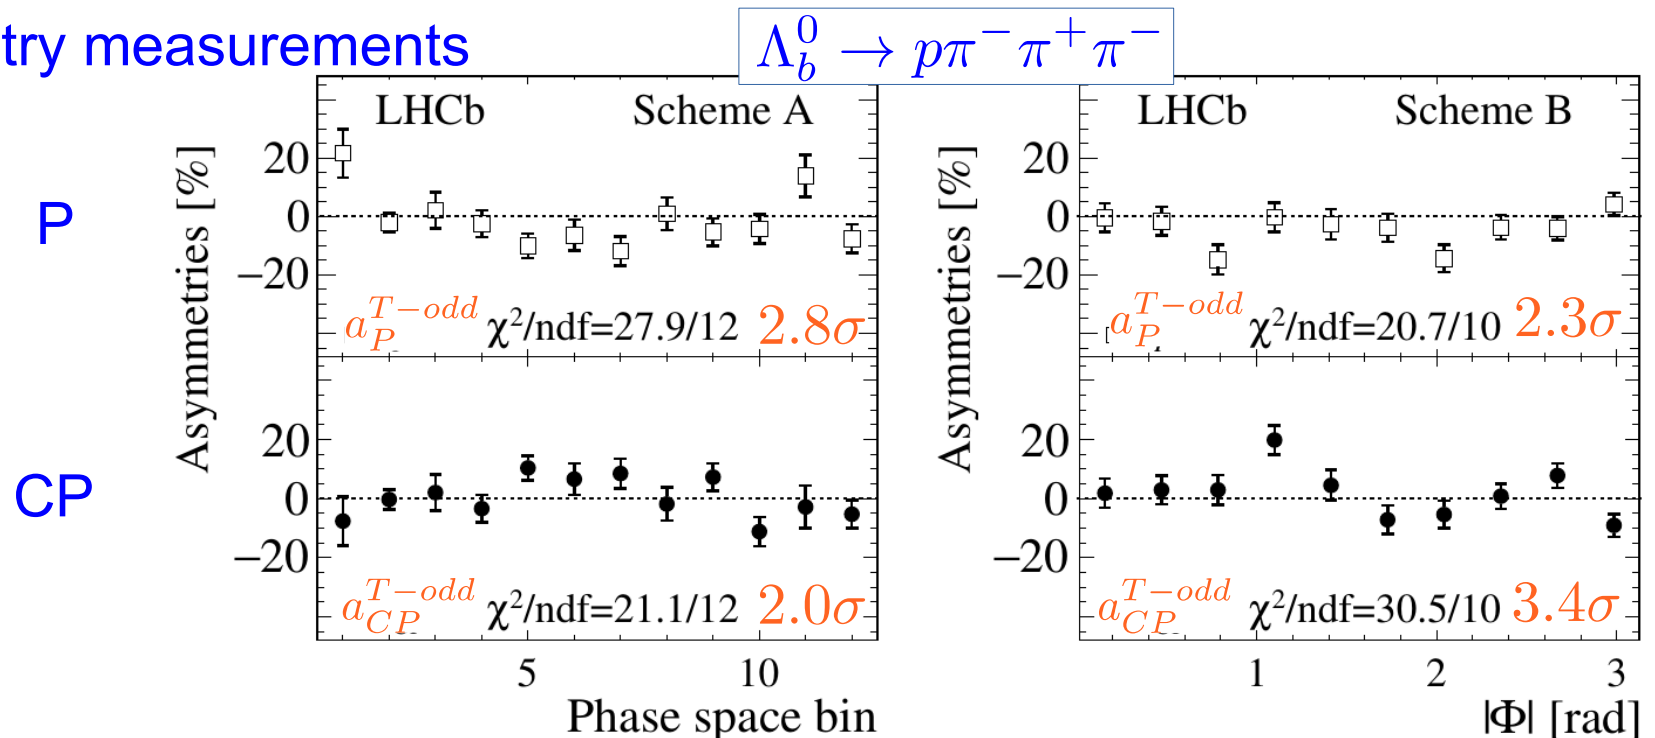 try measurements
Λ_b^0 → pπ⁻π⁺π⁻
LHCb Scheme A
Asymmetries [%]
20
0
−20
a_P^{T−odd} χ²/ndf=27.9/12 2.8σ
20
0
−20
a_{CP}^{T−odd} χ²/ndf=21.1/12 2.0σ
5 10
Phase space bin
LHCb Scheme B
Asymmetries [%]
20
0
−20
a_P^{T−odd} χ²/ndf=20.7/10 2.3σ
20
0
−20
a_{CP}^{T−odd} χ²/ndf=30.5/10 3.4σ
1 2 3
|Φ| [rad]
P
CP